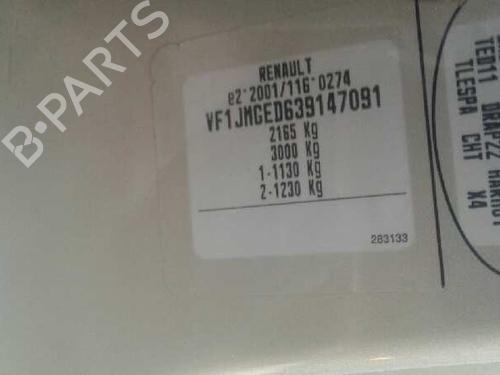 B-PARTS
RENAULT
e2*2001/116*0274
VF1JMGED639147091
2165 Kg
3000 Kg
1-1130 Kg
2-1230 Kg
283133
TED11
TLESPA CHT X4